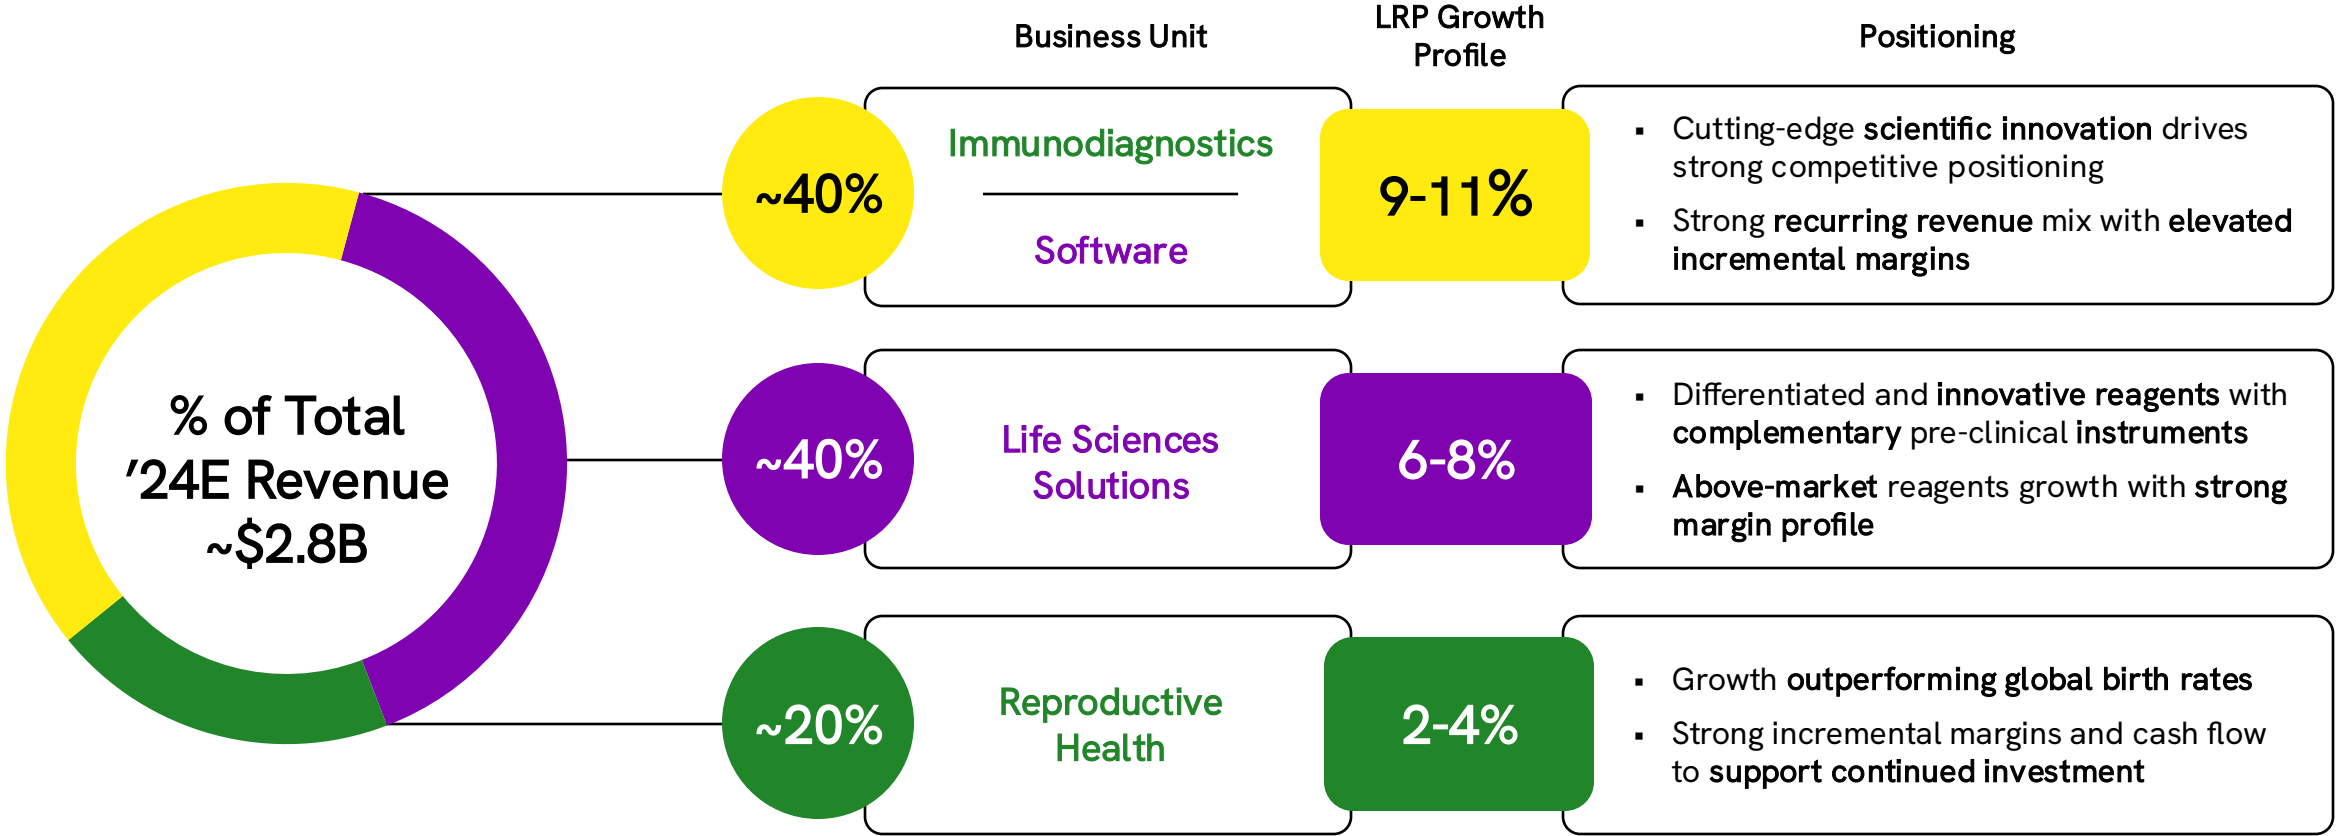 Business Unit
LRP Growth
Profile
Positioning
% of Total
’24E Revenue
~$2.8B
~40%
Immunodiagnostics
Software
9-11%
▪ Cutting-edge scientific innovation drives
strong competitive positioning
▪ Strong recurring revenue mix with elevated
incremental margins
~40%
Life Sciences
Solutions
6-8%
▪ Differentiated and innovative reagents with
complementary pre-clinical instruments
▪ Above-market reagents growth with strong
margin profile
~20%
Reproductive
Health
2-4%
▪ Growth outperforming global birth rates
▪ Strong incremental margins and cash flow
to support continued investment